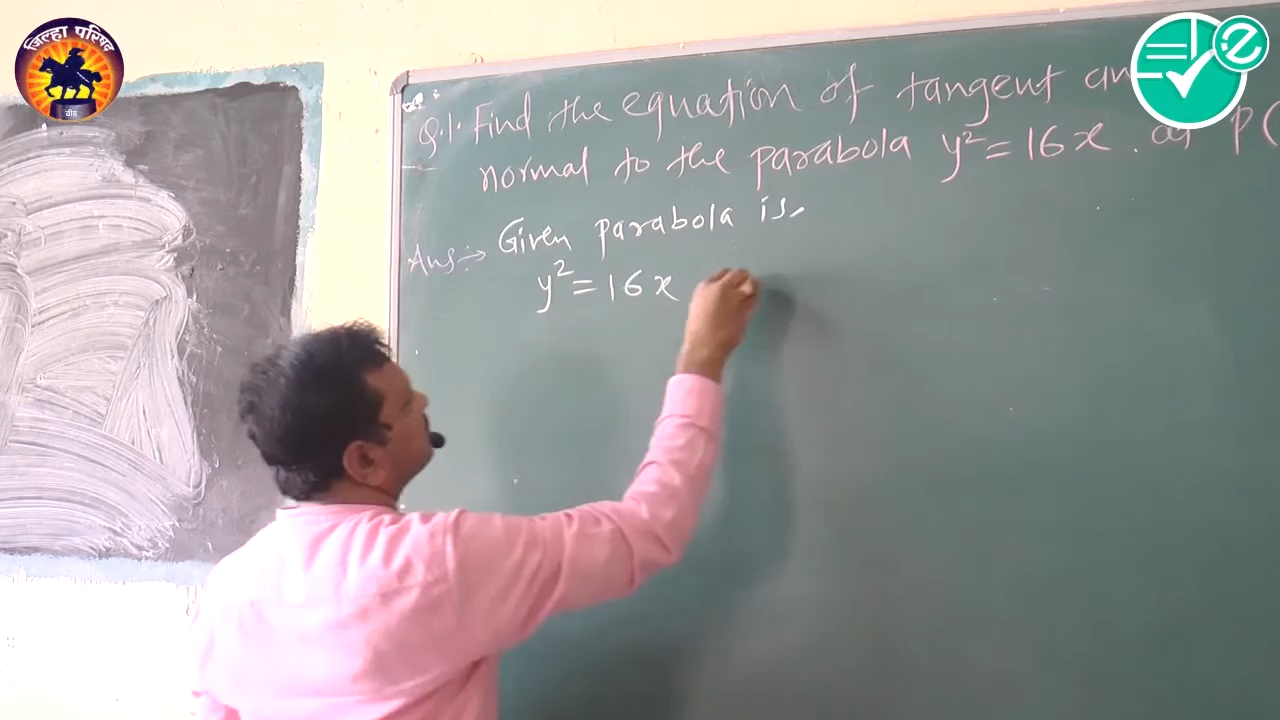 जिल्हा परिषद
बीड
Q.1. Find the equation of tangent an
normal to the parabola y² = 16x. at P(
Ans:→ Given parabola is,
y² = 16x